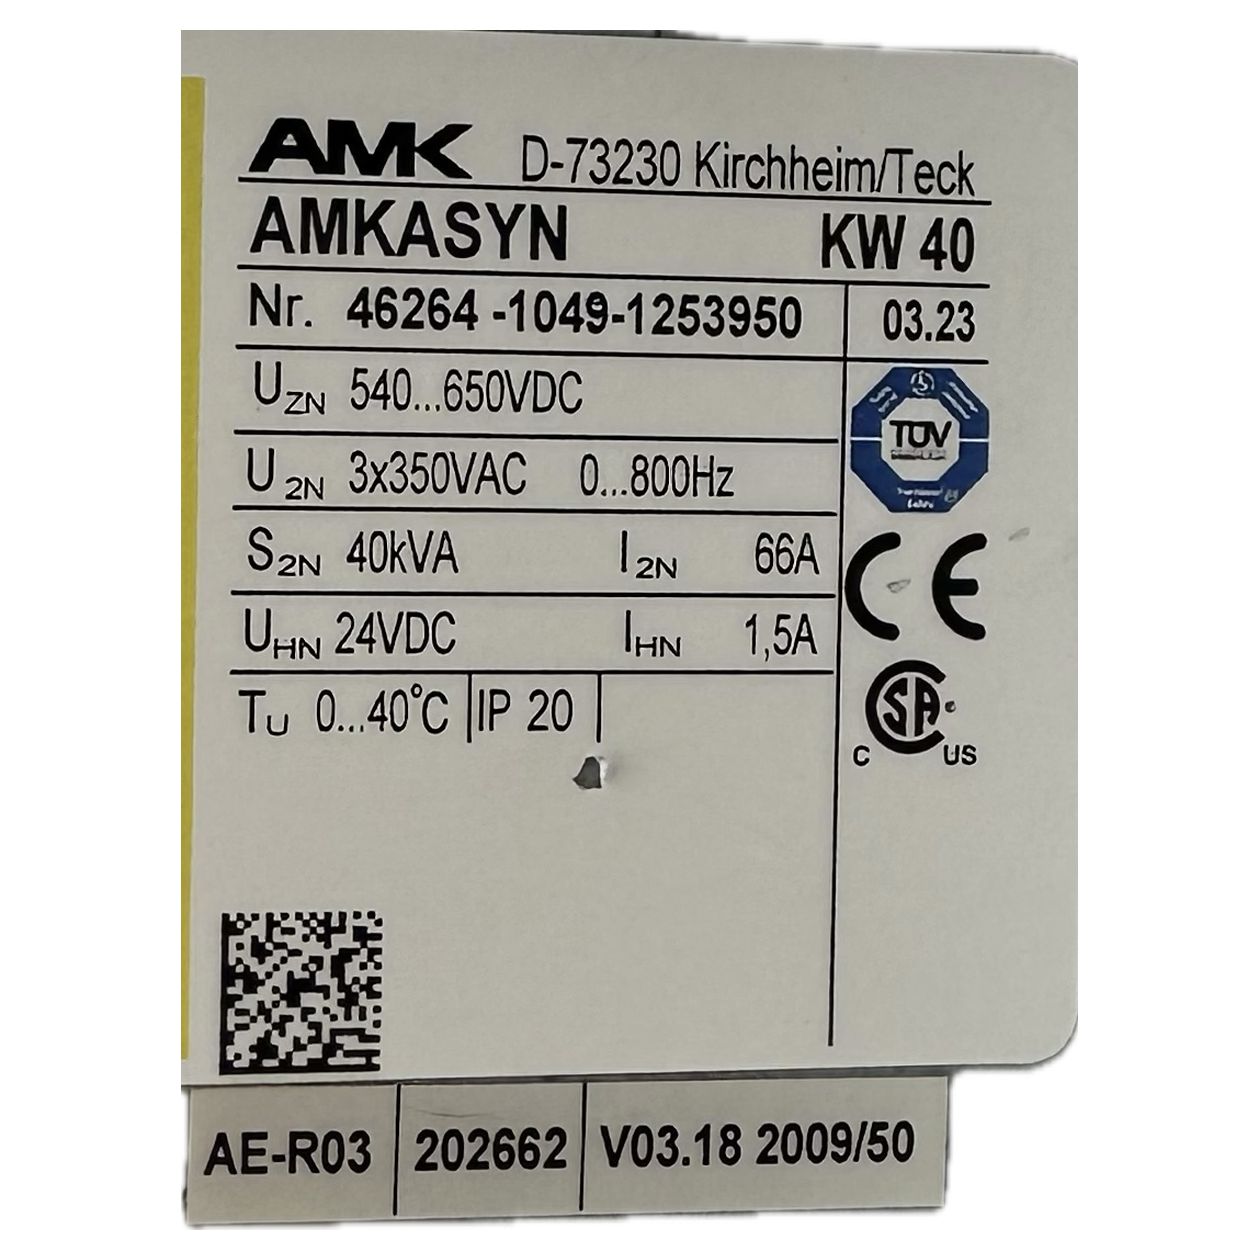 AMK D-73230 Kirchheim/Teck
AMKASYN KW 40
Nr. 46264 -1049-1253950 03.23
UZN 540...650VDC
TÜV
U2N 3x350VAC 0...800Hz
S2N 40kVA I2N 66A
CE
UHN 24VDC IHN 1,5A
TU 0...40°C IP 20
CSA
C US
AE-R03 202662 V03.18 2009/50